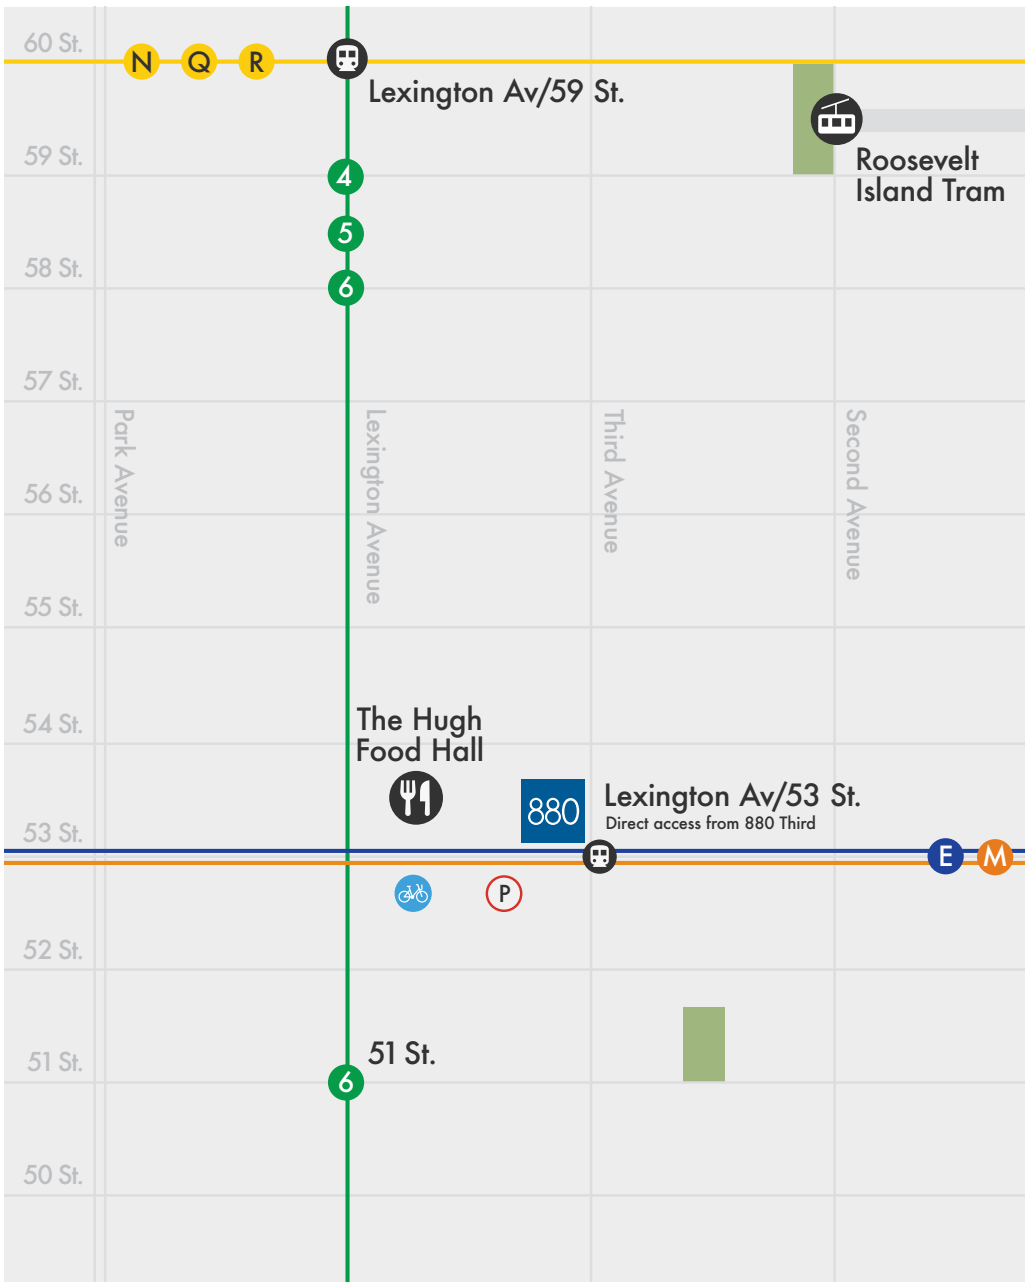 60 St.
N Q R
Lexington Av/59 St.
59 St.
4
Roosevelt
Island Tram
5
58 St.
6
57 St.
Park Avenue
Lexington Avenue
Third Avenue
Second Avenue
56 St.
55 St.
54 St.
The Hugh
Food Hall
880
Lexington Av/53 St.
Direct access from 880 Third
53 St.
E M
P
52 St.
51 St.
51 St.
6
50 St.